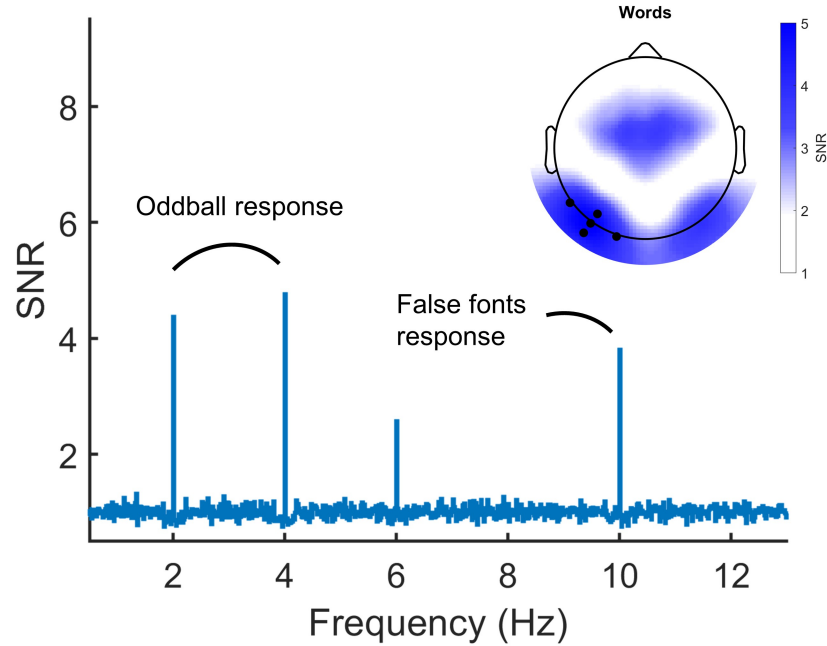 Words
5
4
3
2
1
SNR
8
6
4
2
SNR
Oddball response
False fonts
response
2 4 6 8 10 12
Frequency (Hz)